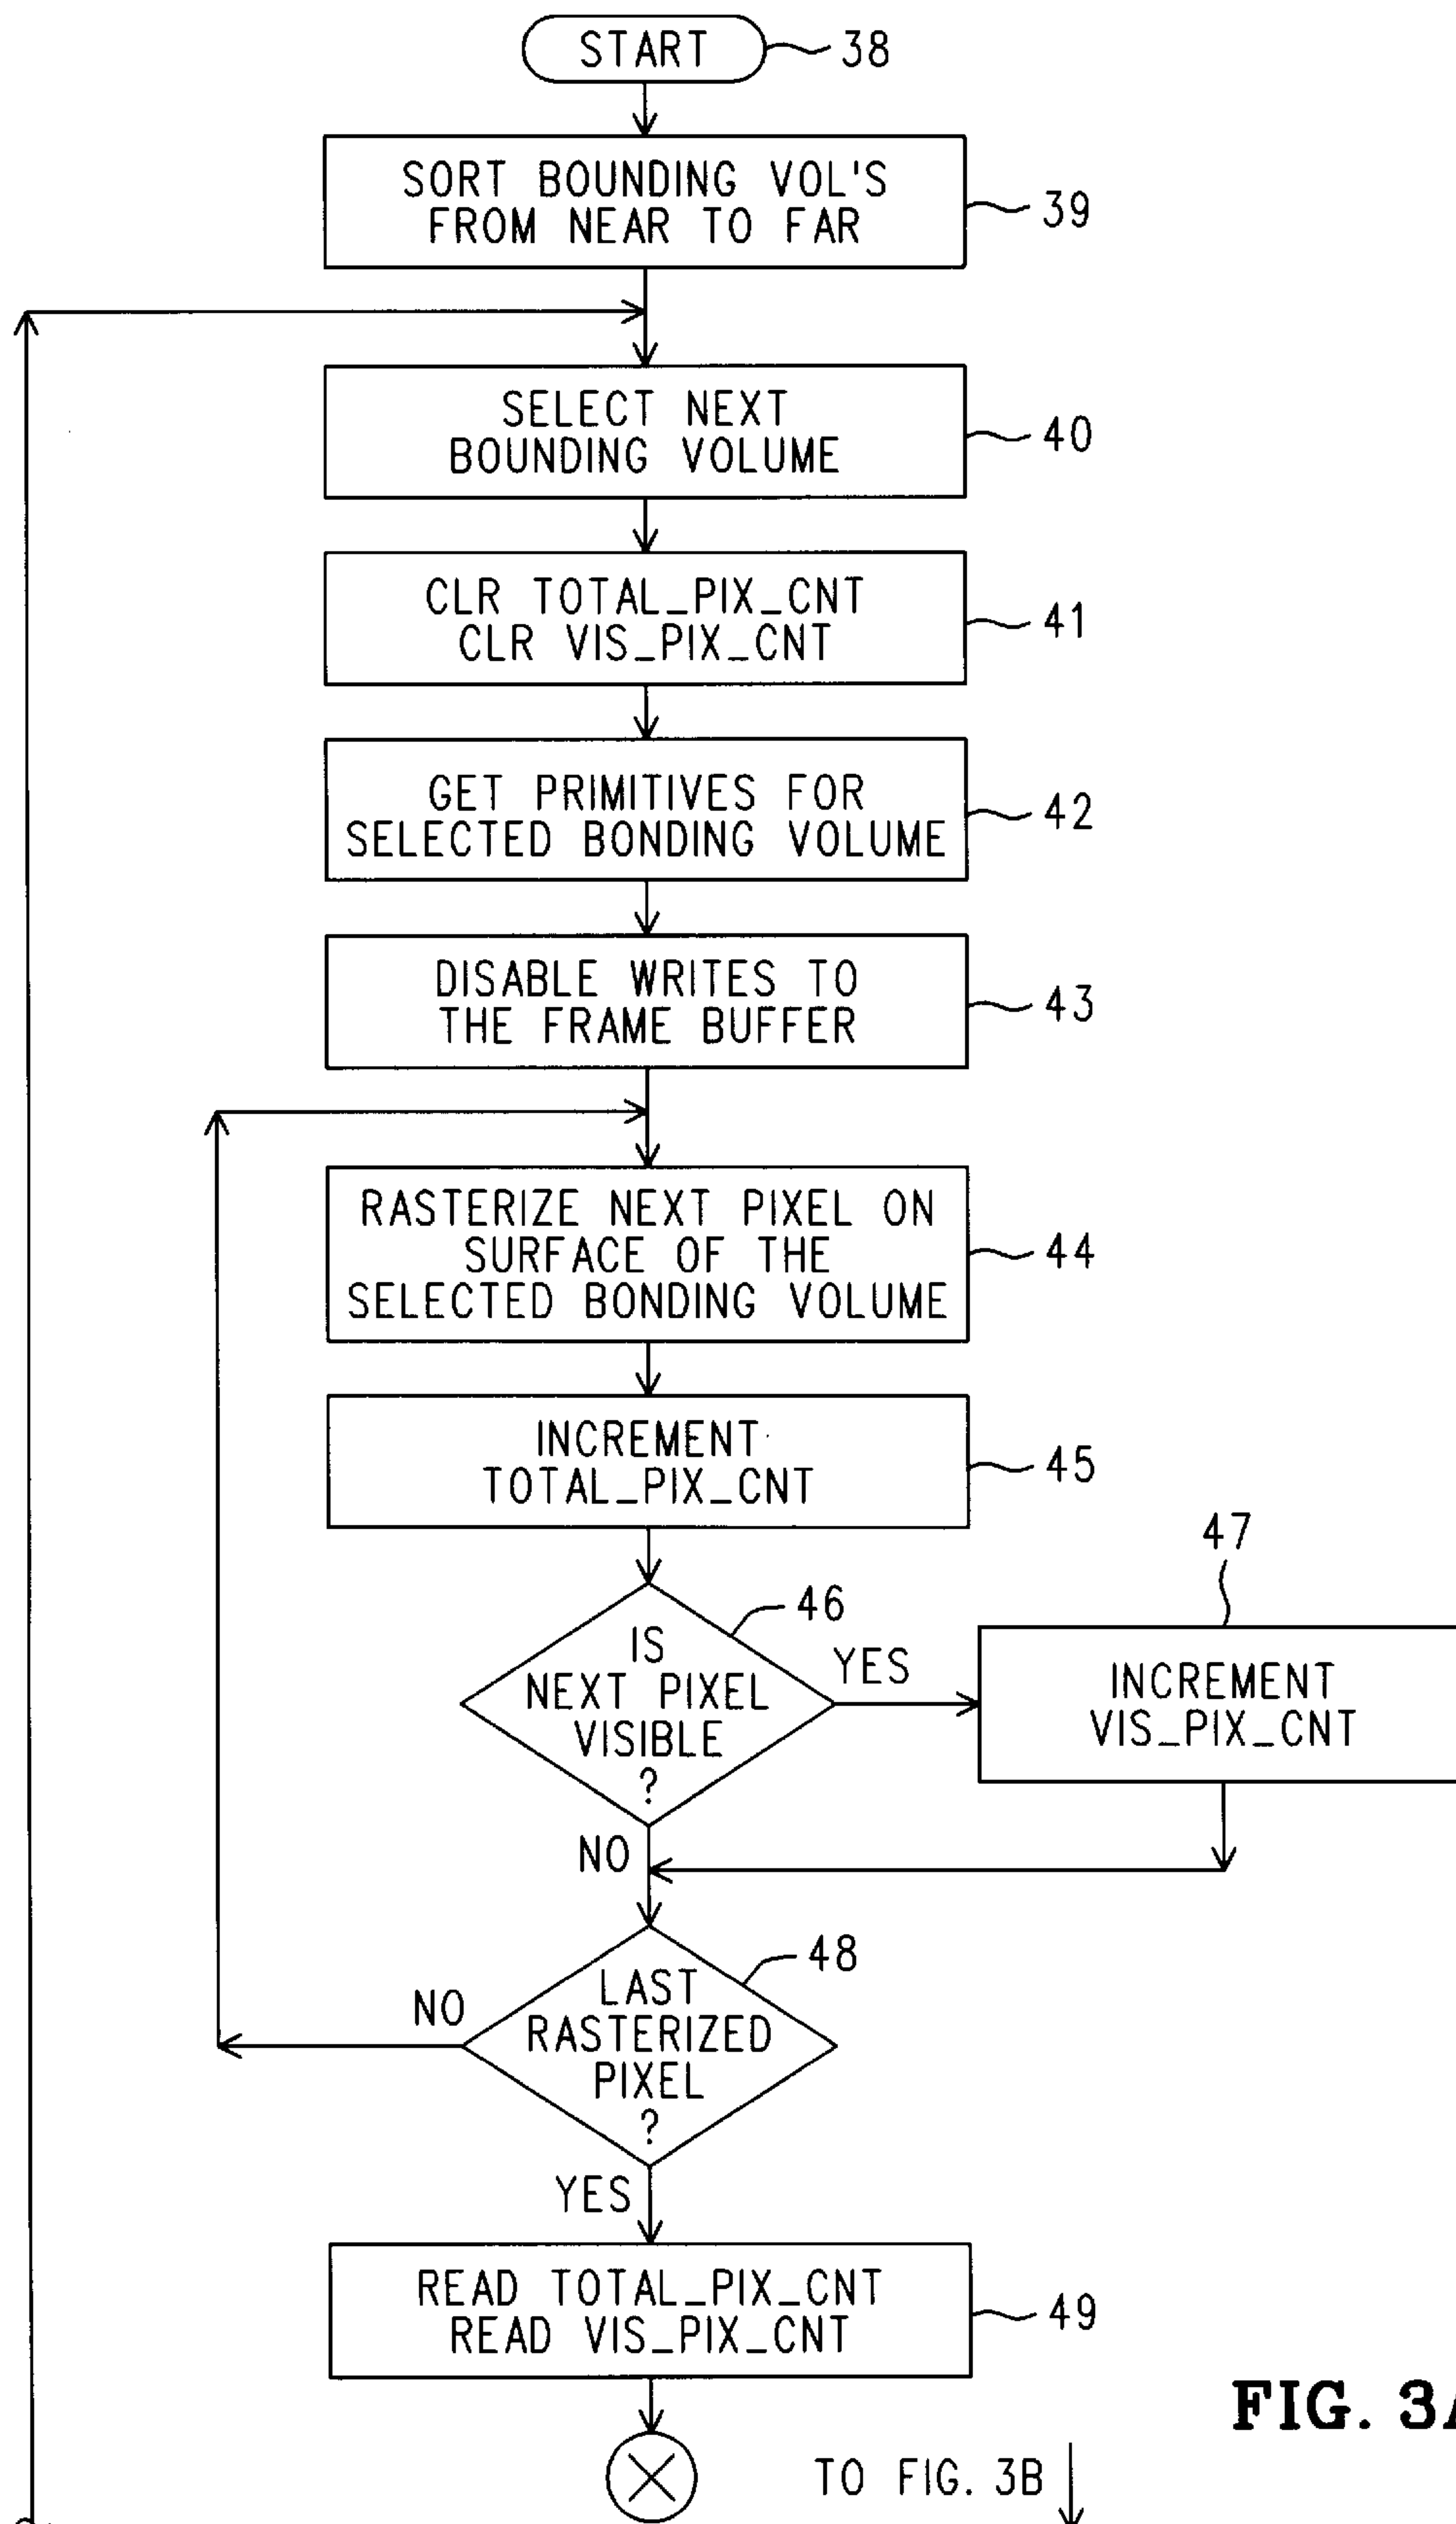 START
38
SORT BOUNDING VOL'S
FROM NEAR TO FAR
39
SELECT NEXT
BOUNDING VOLUME
40
CLR TOTAL_PIX_CNT
CLR VIS_PIX_CNT
41
GET PRIMITIVES FOR
SELECTED BONDING VOLUME
42
DISABLE WRITES TO
THE FRAME BUFFER
43
RASTERIZE NEXT PIXEL ON
SURFACE OF THE
SELECTED BONDING VOLUME
44
INCREMENT
TOTAL_PIX_CNT
45
IS
NEXT PIXEL
VISIBLE
?
46
YES
NO
47
INCREMENT
VIS_PIX_CNT
LAST
RASTERIZED
PIXEL
?
48
NO
YES
READ TOTAL_PIX_CNT
READ VIS_PIX_CNT
49
FIG. 3A
TO FIG. 3B